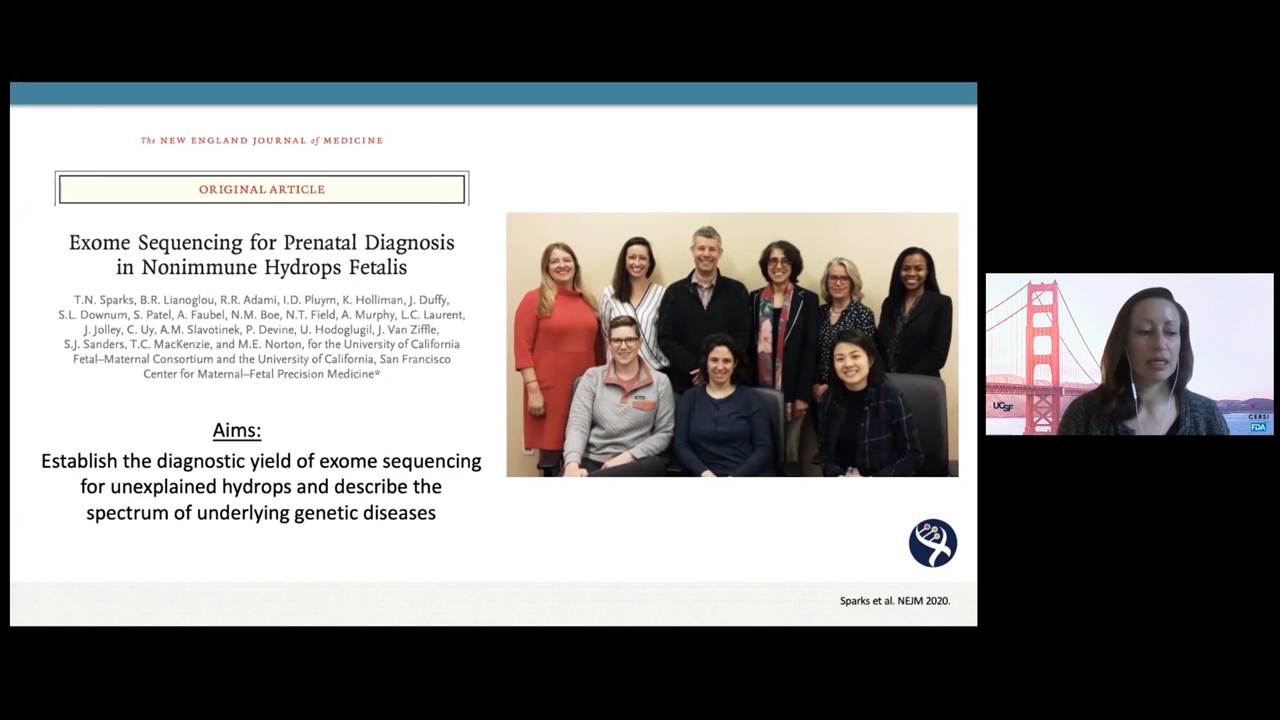 The NEW ENGLAND JOURNAL of MEDICINE
ORIGINAL ARTICLE
Exome Sequencing for Prenatal Diagnosis
in Nonimmune Hydrops Fetalis
T.N. Sparks, B.R. Lianoglou, R.R. Adami, I.D. Pluym, K. Holliman, J. Duffy,
S.L. Downum, S. Patel, A. Faubel, N.M. Boe, N.T. Field, A. Murphy, L.C. Laurent,
J. Jolley, C. Uy, A.M. Slavotinek, P. Devine, U. Hodoglugil, J. Van Ziffle,
S.J. Sanders, T.C. MacKenzie, and M.E. Norton, for the University of California
Fetal–Maternal Consortium and the University of California, San Francisco
Center for Maternal–Fetal Precision Medicine*
Aims:
Establish the diagnostic yield of exome sequencing
for unexplained hydrops and describe the
spectrum of underlying genetic diseases
Sparks et al. NEJM 2020.
UCSF
CERSI
FDA